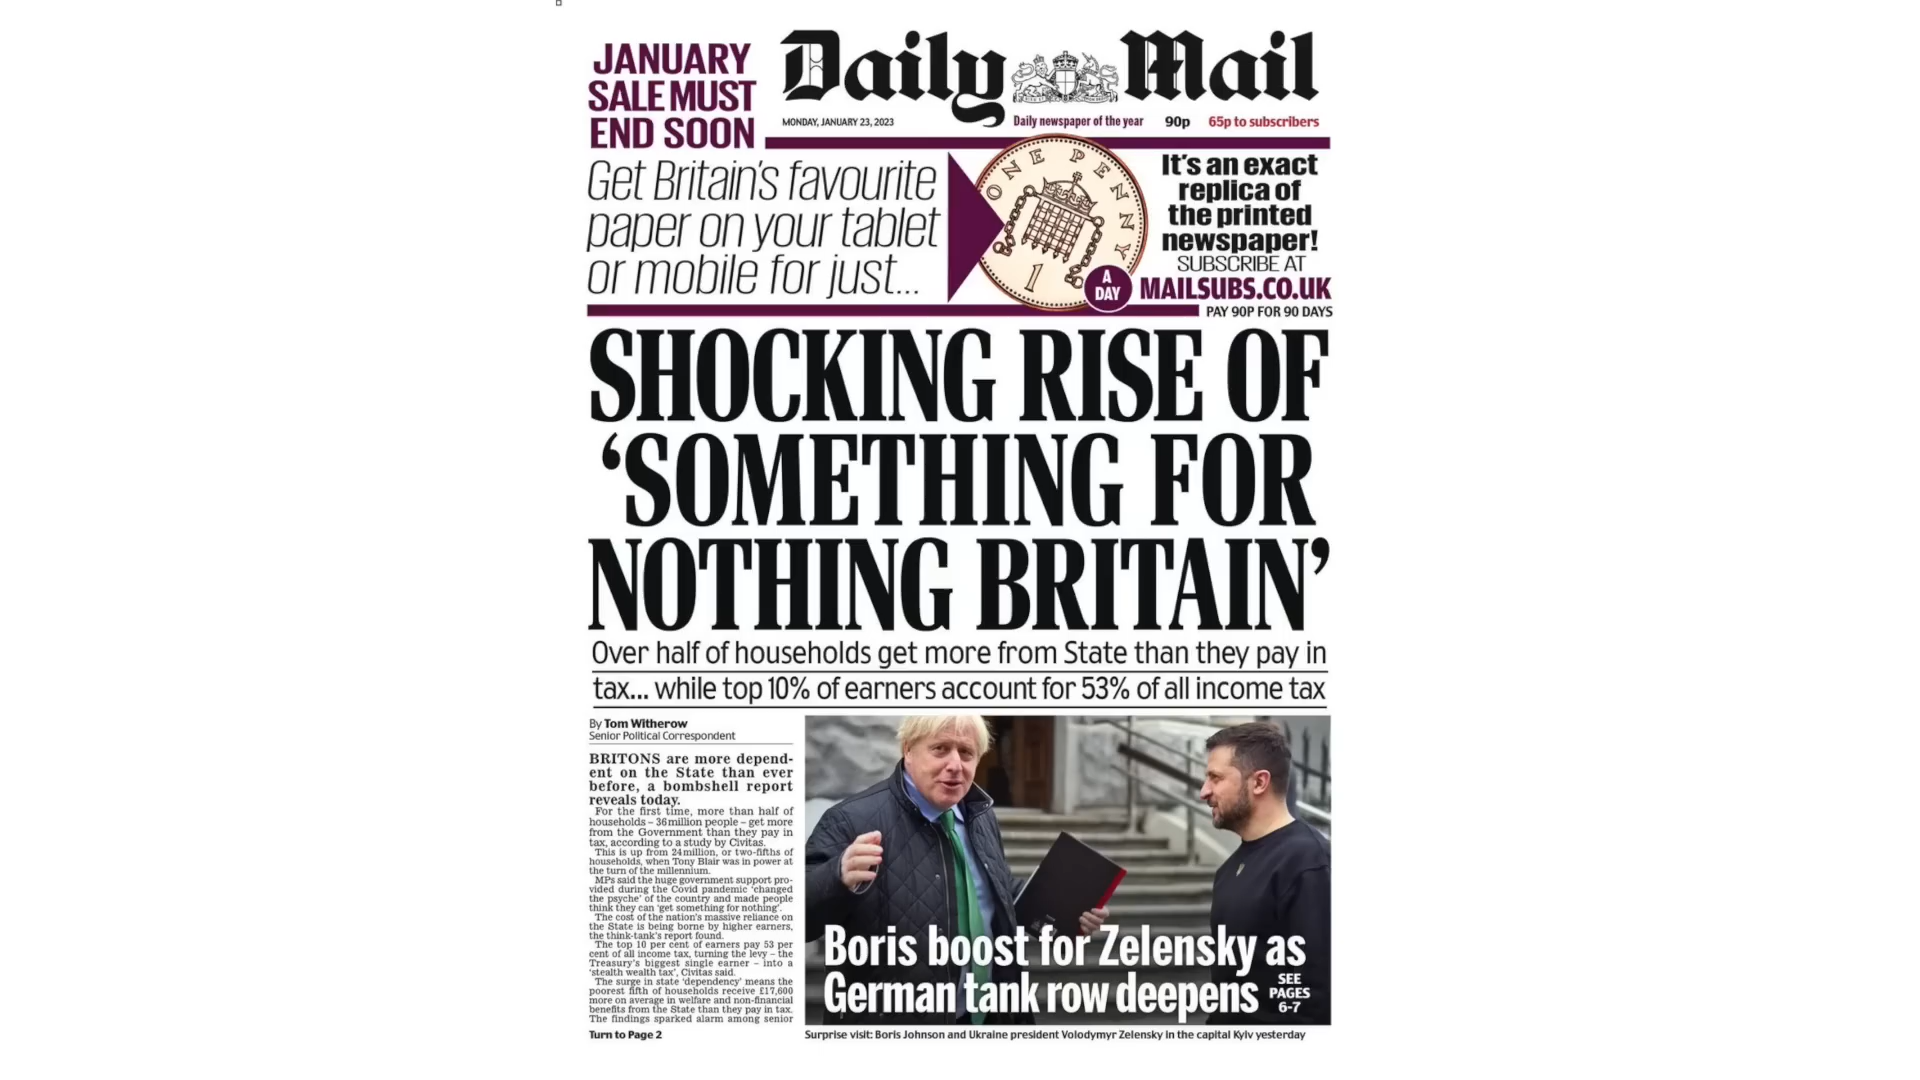 JANUARY
SALE MUST
END SOON
Daily Mail
MONDAY, JANUARY 23, 2023
Daily newspaper of the year 90p 65p to subscribers
Get Britain's favourite
paper on your tablet
or mobile for just...
ONE PENNY
1
A
DAY
It's an exact
replica of
the printed
newspaper!
SUBSCRIBE AT
MAILSUBS.CO.UK
PAY 90P FOR 90 DAYS
SHOCKING RISE OF
‘SOMETHING FOR
NOTHING BRITAIN’
Over half of households get more from State than they pay in
tax... while top 10% of earners account for 53% of all income tax
By Tom Witherow
Senior Political Correspondent
BRITONS are more depend-
ent on the State than ever
before, a bombshell report
reveals today.
For the first time, more than half of
households – 36million people – get more
from the Government than they pay in
tax, according to a study by Civitas.
This is up from 24million, or two-fifths of
households, when Tony Blair was in power at
the turn of the millennium.
MPs said the huge government support pro-
vided during the Covid pandemic ‘changed
the psyche’ of the country and made people
think they can ‘get something for nothing’.
The cost of the nation's massive reliance on
the State is being borne by higher earners,
the think-tank's report found.
The top 10 per cent of earners pay 53 per
cent of all income tax, turning the levy – the
Treasury's biggest single earner – into a
‘stealth wealth tax’, Civitas said.
The surge in state ‘dependency’ means the
poorest fifth of households receive £17,600
more on average in welfare and non-financial
benefits from the State than they pay in tax.
The findings sparked alarm among senior
Turn to Page 2
Boris boost for Zelensky as
German tank row deepens
SEE
PAGES
6-7
Surprise visit: Boris Johnson and Ukraine president Volodymyr Zelensky in the capital Kyiv yesterday